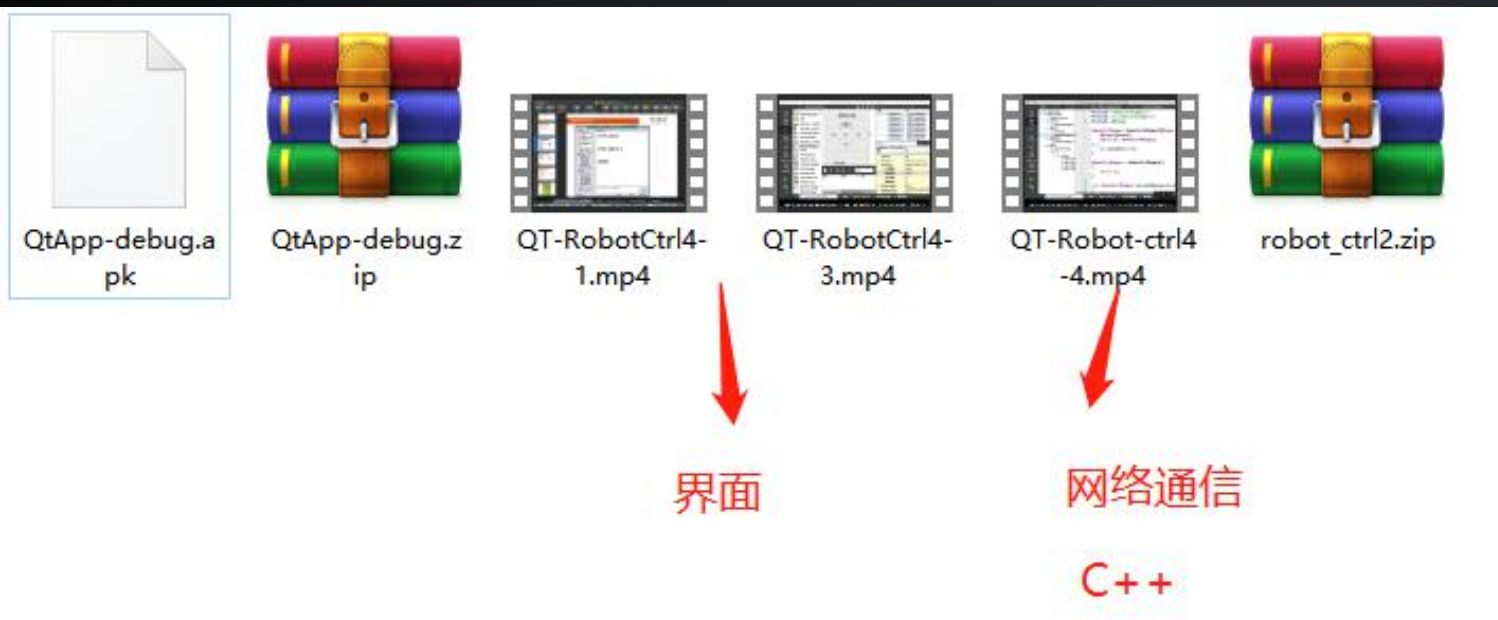 QtApp-debug.a
pk
QtApp-debug.z
ip
QT-RobotCtrl4-
1.mp4
QT-RobotCtrl4-
3.mp4
QT-Robot-ctrl4
-4.mp4
robot_ctrl2.zip
界面
网络通信
C++